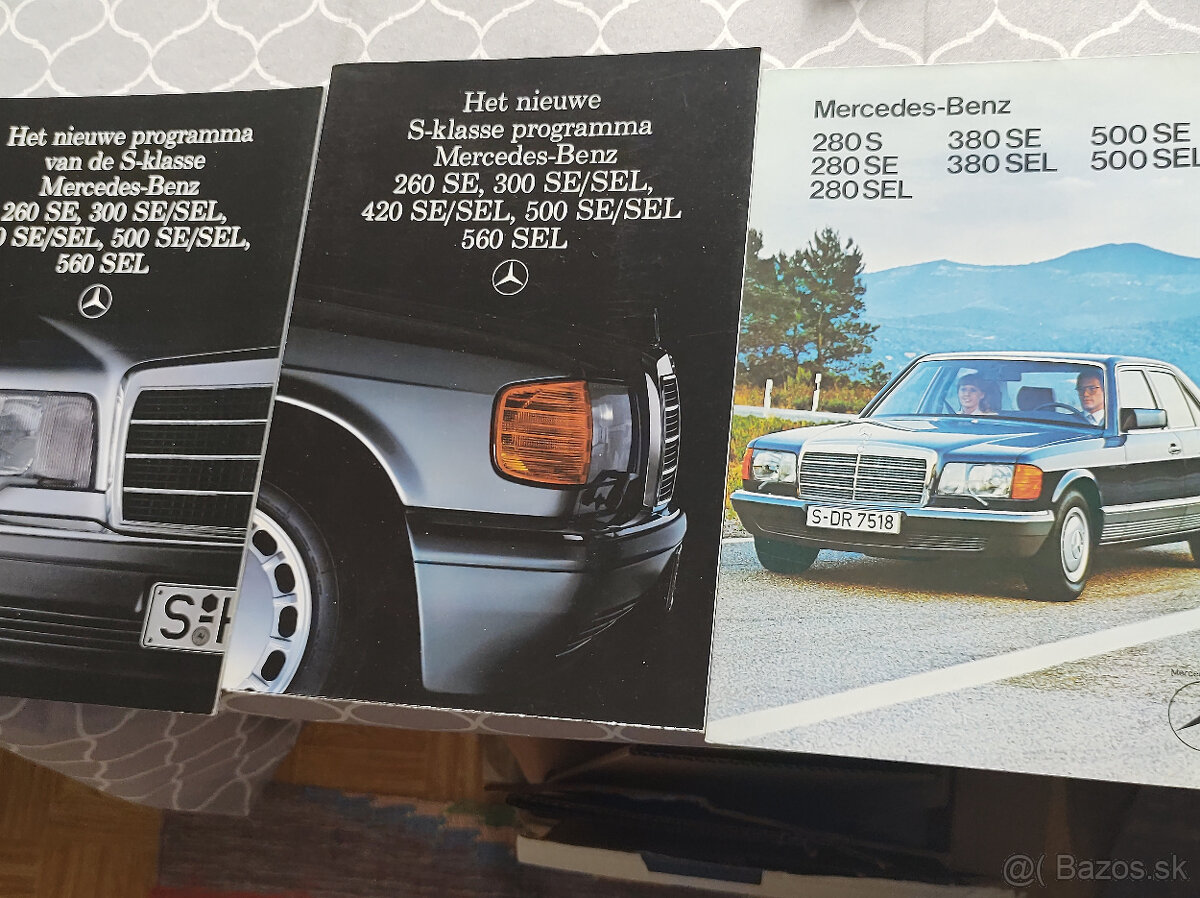 Het nieuwe programma
van de S-klasse
Mercedes-Benz
260 SE, 300 SE/SEL,
0 SE/SEL, 500 SE/SEL,
560 SEL
S-H
Het nieuwe
S-klasse programma
Mercedes-Benz
260 SE, 300 SE/SEL,
420 SE/SEL, 500 SE/SEL
560 SEL
Mercedes-Benz
280 S 380 SE 500 SE
280 SE 380 SEL 500 SEL
280 SEL
S-DR 7518
Merc
@( Bazos.sk